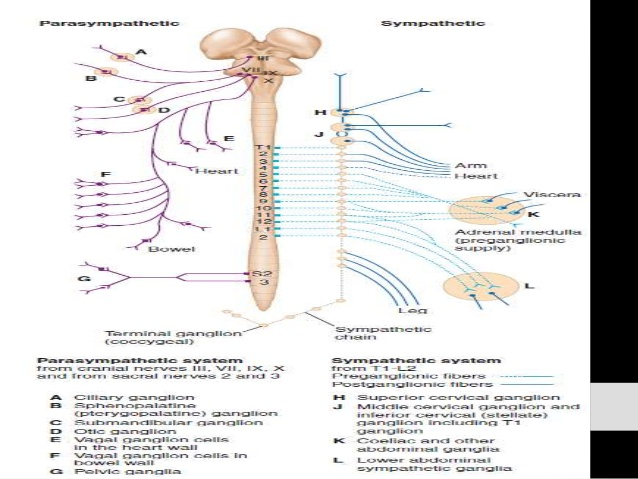 Parasympathetic
Sympathetic
A
B
C
D
E
F
G
III
VII
IX
X
Heart
Bowel
T1
2
3
4
5
6
7
8
9
10
11
12
L1
2
S2
3
H
J
Arm
Heart
Viscera
K
Adrenal medulla
(preganglionic
supply)
L
Leg
Terminal ganglion
(coccygeal)
Sympathetic
chain
Parasympathetic system
from cranial nerves III, VII, IX, X
and from sacral nerves 2 and 3
A Ciliary ganglion
B Sphenopalatine
(pterygopalatine) ganglion
C Submandibular ganglion
D Otic ganglion
E Vagal ganglion cells
in the heart wall
F Vagal ganglion cells in
bowel wall
G Pelvic ganglia
Sympathetic system
from T1-L2
Preganglionic fibers
Postganglionic fibers
H Superior cervical ganglion
J Middle cervical ganglion and
inferior cervical (stellate)
ganglion including T1
ganglion
K Coeliac and other
abdominal ganglia
L Lower abdominal
sympathetic ganglia